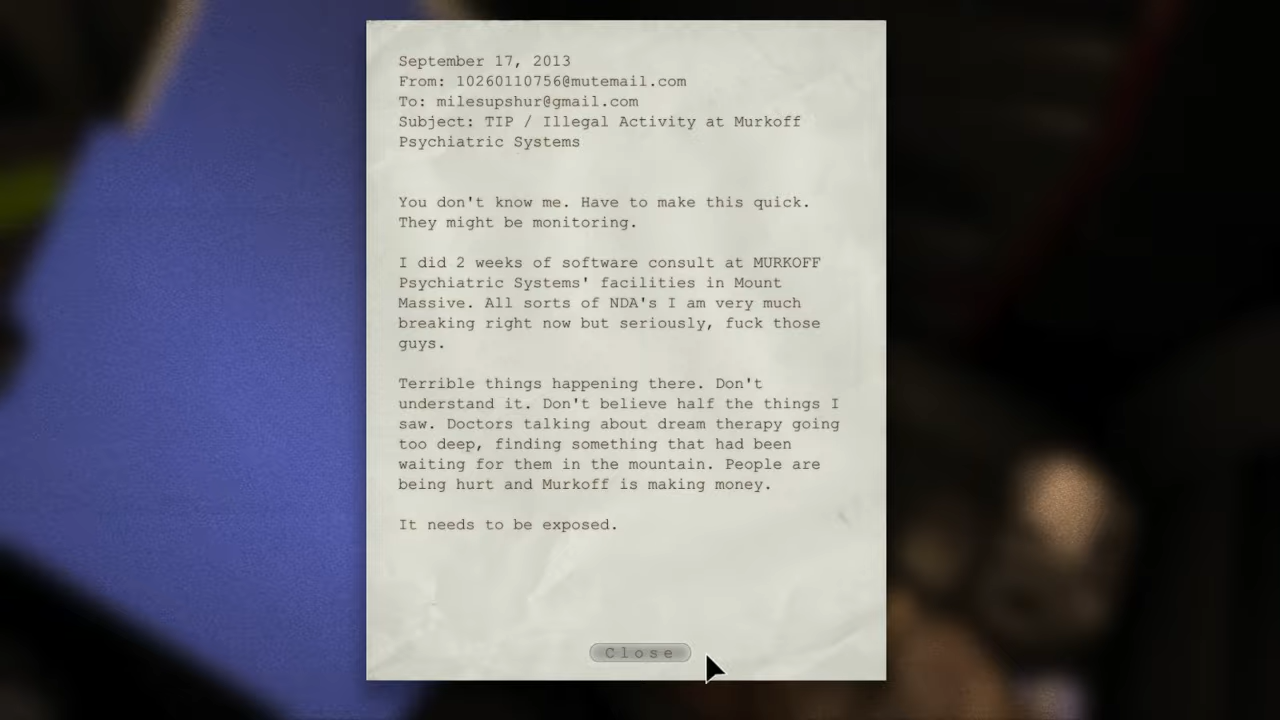 September 17, 2013
From: 10260110756@mutemail.com
To: milesupshur@gmail.com
Subject: TIP / Illegal Activity at Murkoff
Psychiatric Systems
You don't know me. Have to make this quick.
They might be monitoring.
I did 2 weeks of software consult at MURKOFF
Psychiatric Systems' facilities in Mount
Massive. All sorts of NDA's I am very much
breaking right now but seriously, fuck those
guys.
Terrible things happening there. Don't
understand it. Don't believe half the things I
saw. Doctors talking about dream therapy going
too deep, finding something that had been
waiting for them in the mountain. People are
being hurt and Murkoff is making money.
It needs to be exposed.
Close